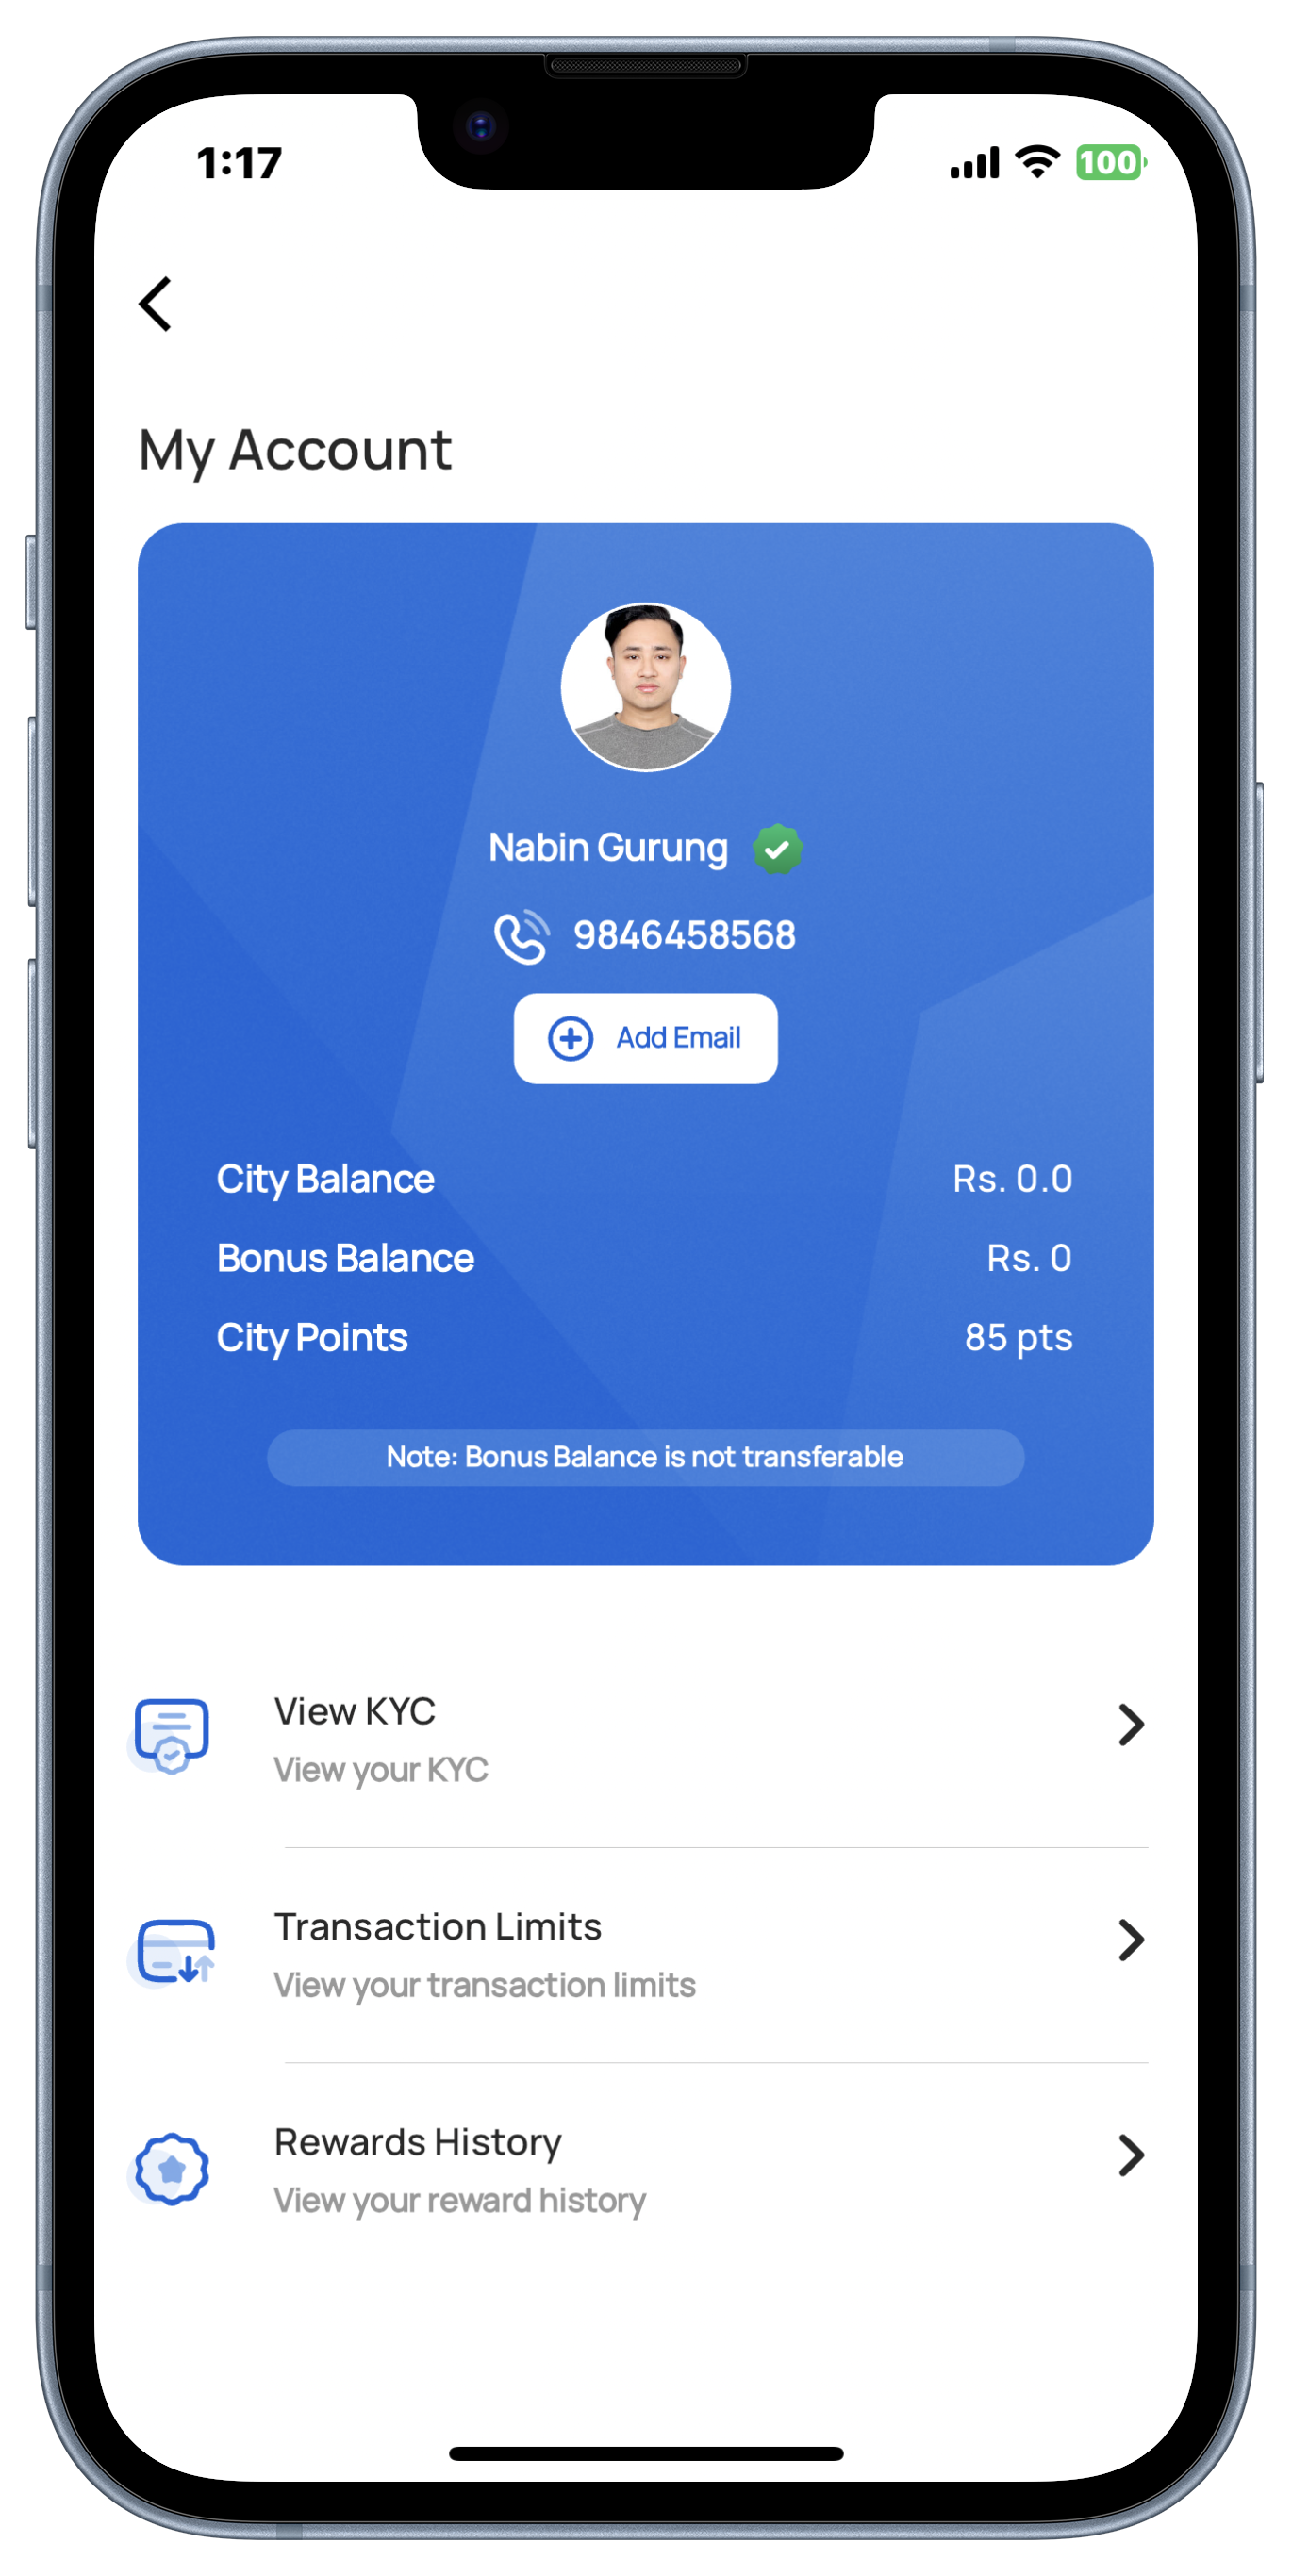 1:17
100
My Account
Nabin Gurung
9846458568
Add Email
City Balance Rs. 0.0
Bonus Balance Rs. 0
City Points 85 pts
Note: Bonus Balance is not transferable
View KYC
View your KYC
Transaction Limits
View your transaction limits
Rewards History
View your reward history